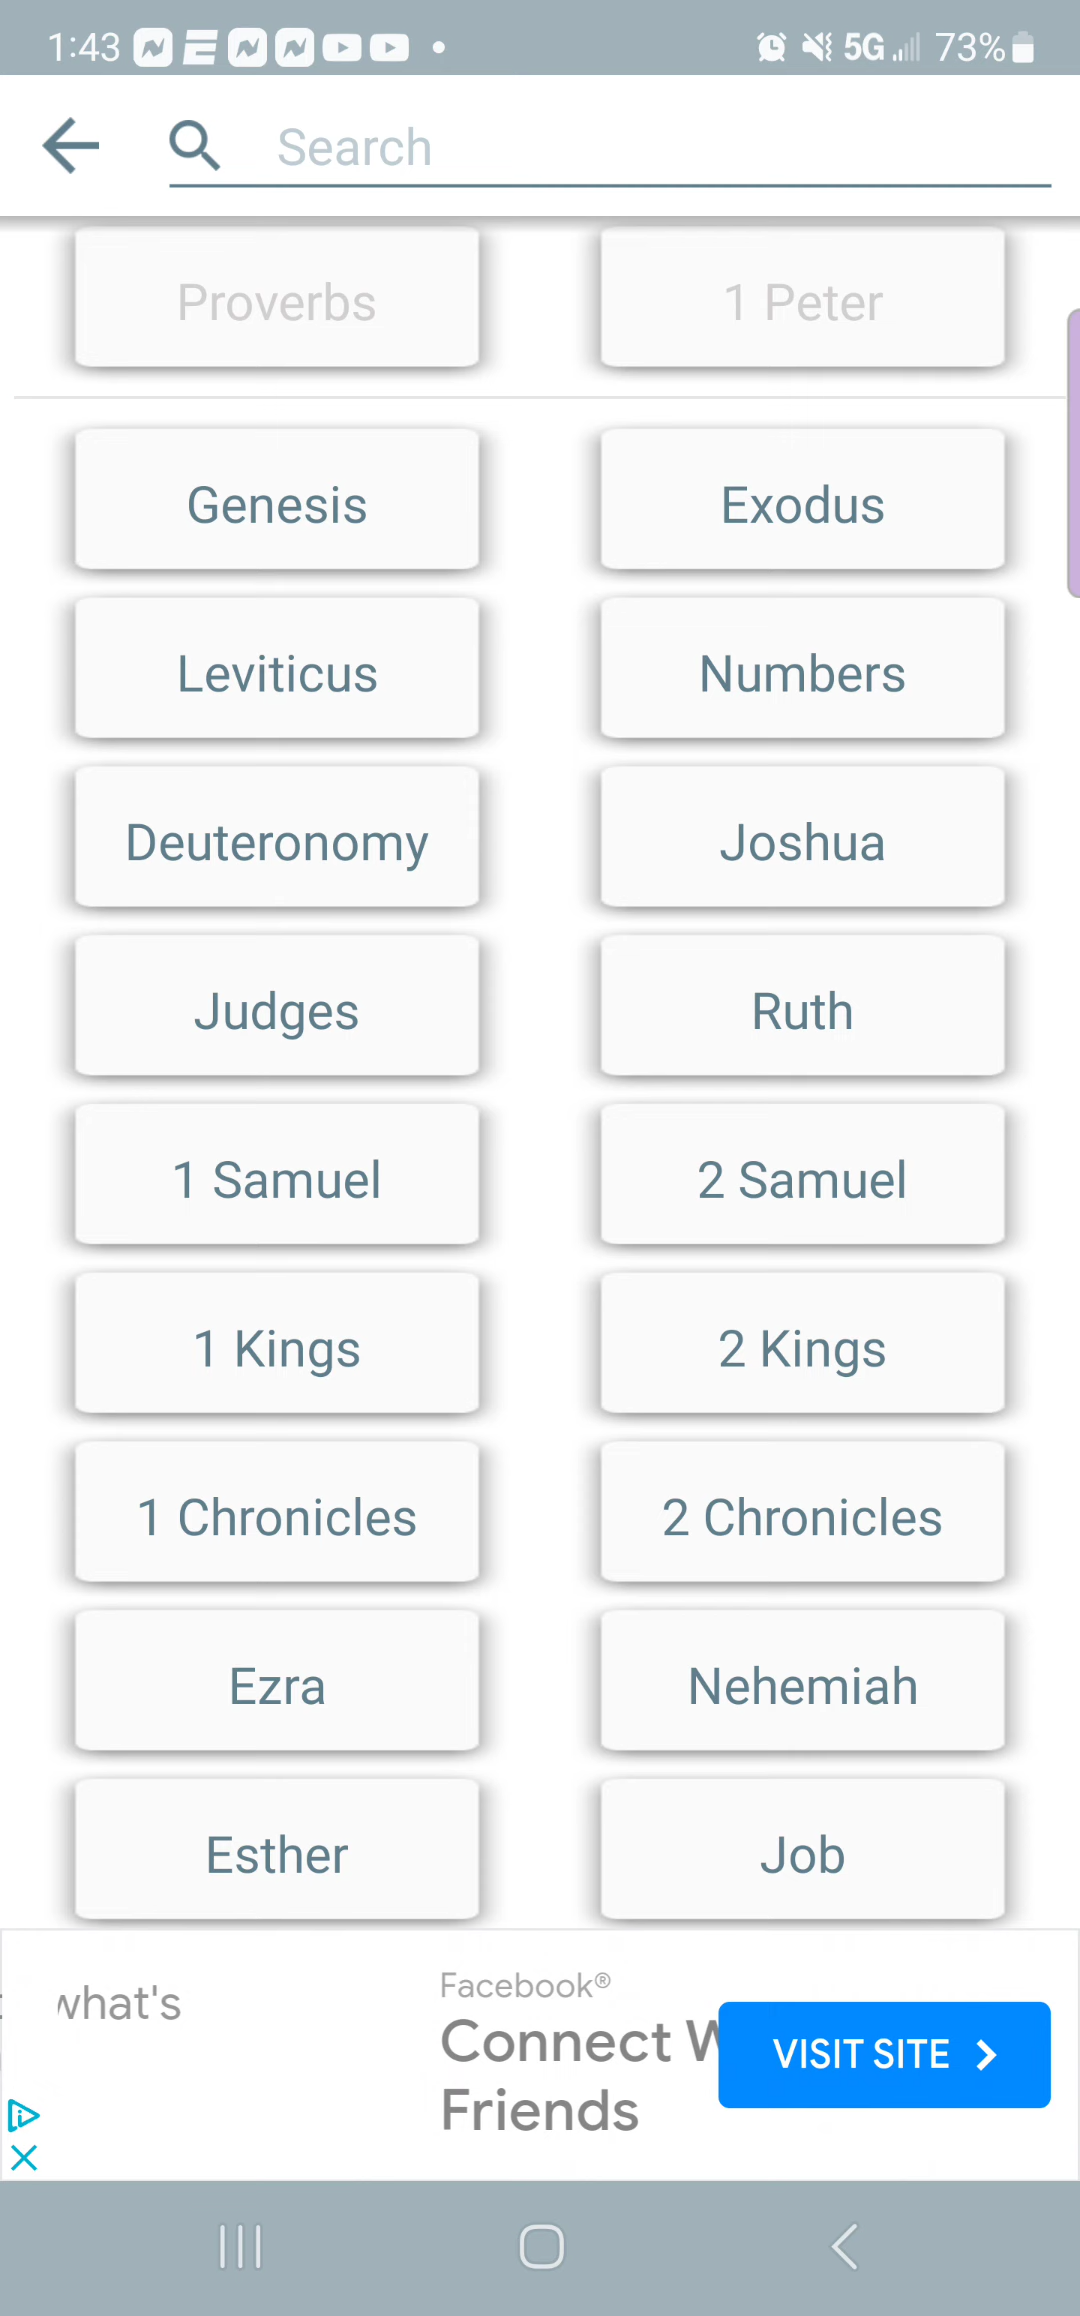 1:43 5G 73%
Search
Proverbs 1 Peter
Genesis Exodus
Leviticus Numbers
Deuteronomy Joshua
Judges Ruth
1 Samuel 2 Samuel
1 Kings 2 Kings
1 Chronicles 2 Chronicles
Ezra Nehemiah
Esther Job
what's
Facebook®
Connect W
Friends
VISIT SITE